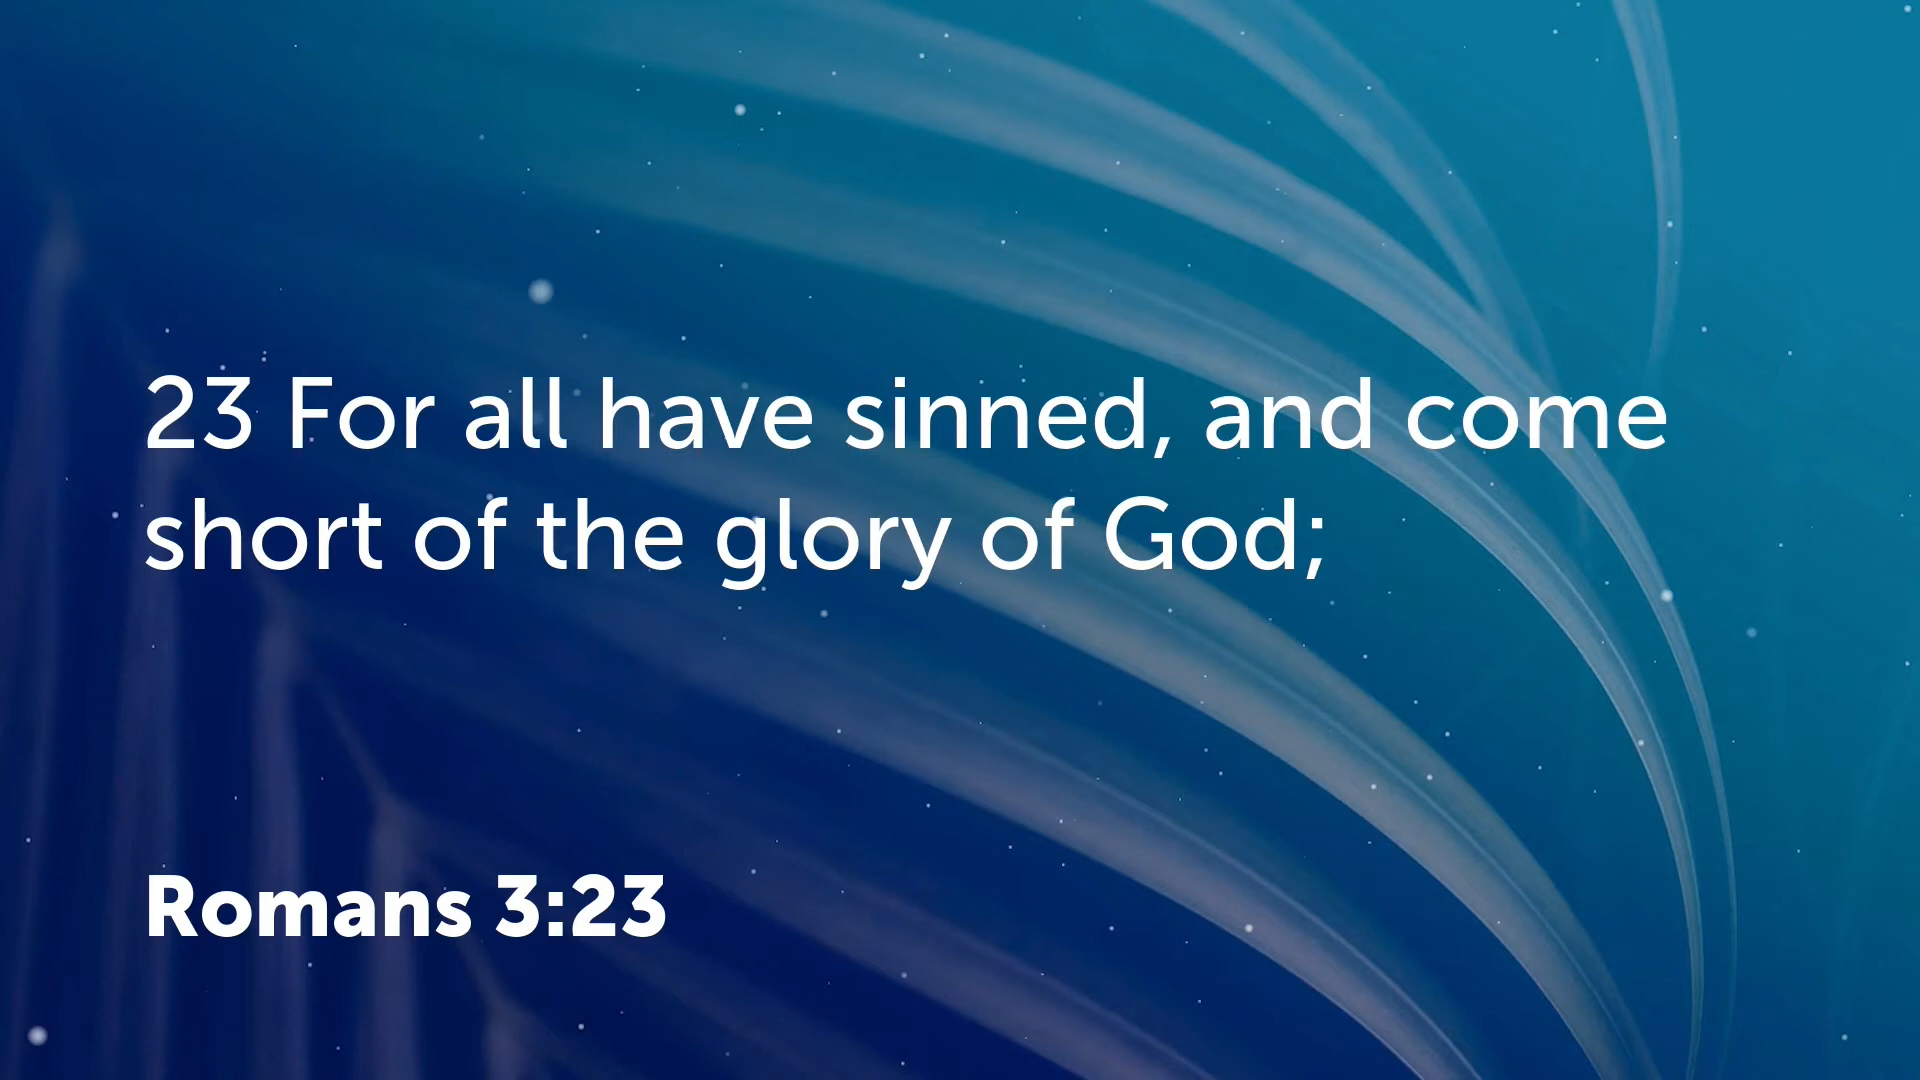 23 For all have sinned, and come
short of the glory of God;
Romans 3:23